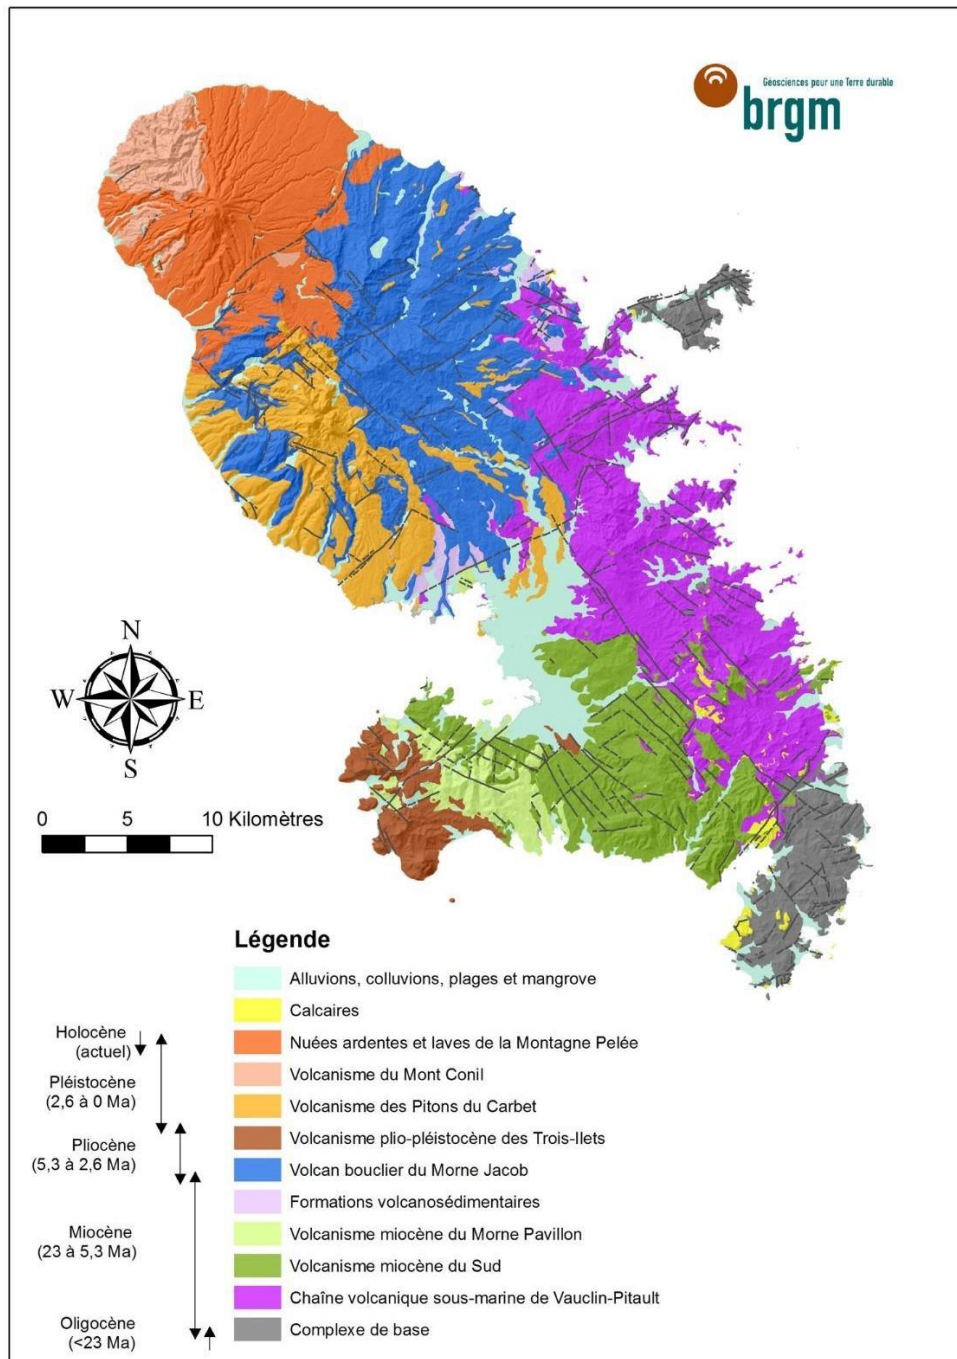 Géosciences pour une Terre durable
brgm
N
W E
S
0 5 10 Kilomètres
Légende
Alluvions, colluvions, plages et mangrove
Calcaires
Holocène
(actuel)
Nuées ardentes et laves de la Montagne Pelée
Pléistocène
(2,6 à 0 Ma)
Volcanisme du Mont Conil
Volcanisme des Pitons du Carbet
Pliocène
(5,3 à 2,6 Ma)
Volcanisme plio-pléistocène des Trois-Ilets
Volcan bouclier du Morne Jacob
Formations volcanosédimentaires
Miocène
(23 à 5,3 Ma)
Volcanisme miocène du Morne Pavillon
Volcanisme miocène du Sud
Chaîne volcanique sous-marine de Vauclin-Pitault
Oligocène
(<23 Ma)
Complexe de base